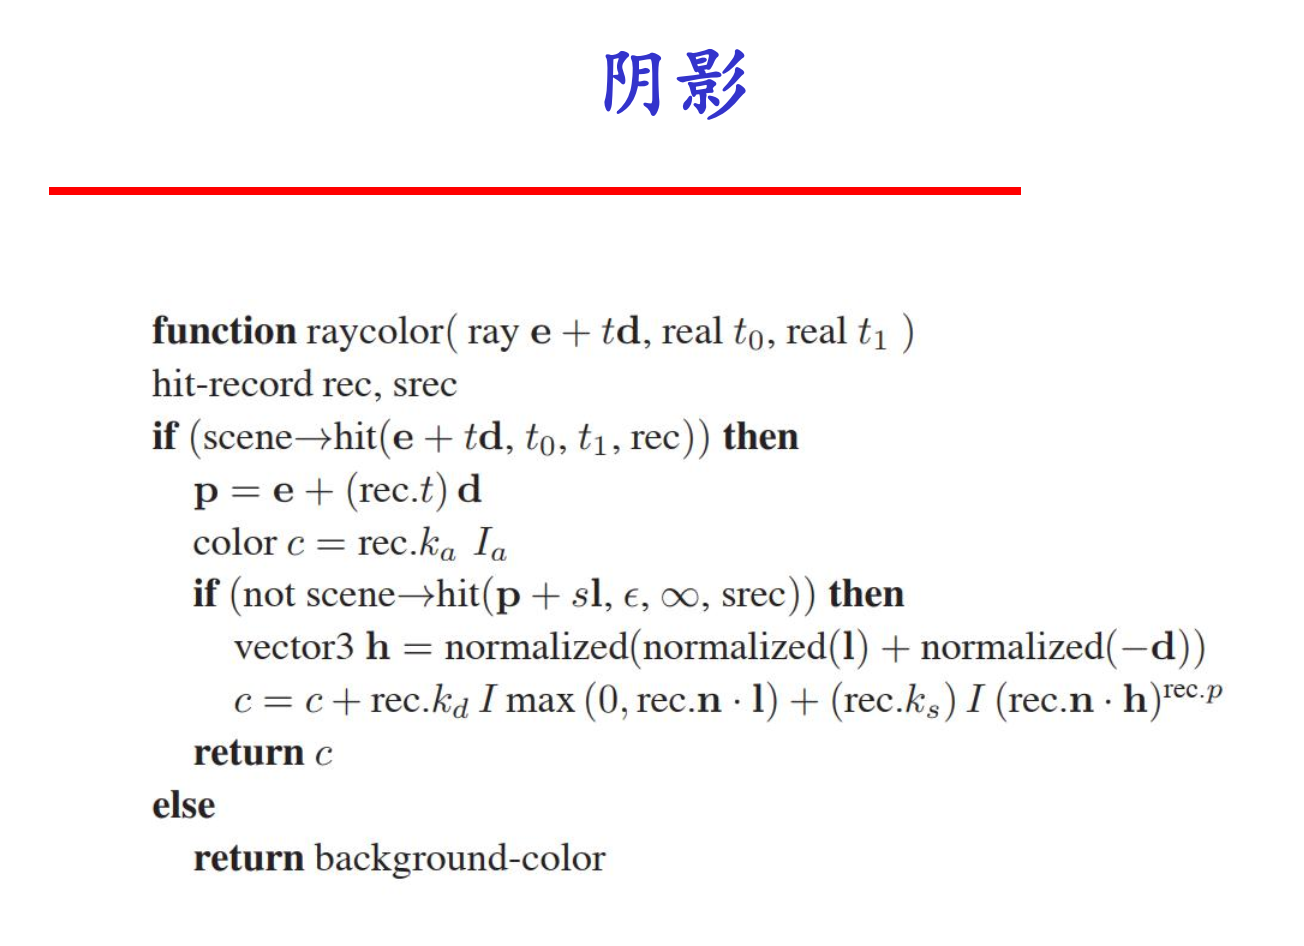 阴影
function raycolor( ray e + td, real t₀, real t₁ )
hit-record rec, srec
if (scene→hit(e + td, t₀, t₁, rec)) then
p = e + (rec.t) d
color c = rec.kₐ Iₐ
if (not scene→hit(p + sl, ϵ, ∞, srec)) then
vector3 h = normalized(normalized(l) + normalized(−d))
c = c + rec.k_d I max (0, rec.n · l) + (rec.k_s) I (rec.n · h)^rec.p
return c
else
return background-color